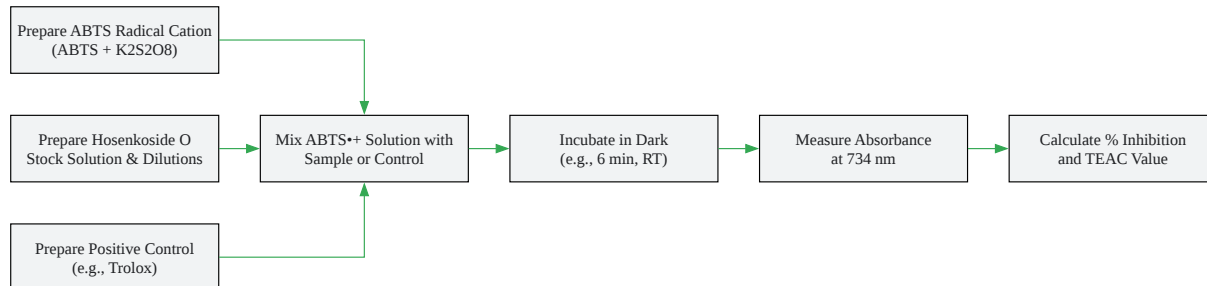 Prepare ABTS Radical Cation
(ABTS + K2S2O8)
Prepare Hosenkoside O
Stock Solution & Dilutions
Mix ABTS•+ Solution with
Sample or Control
Incubate in Dark
(e.g., 6 min, RT)
Measure Absorbance
at 734 nm
Calculate % Inhibition
and TEAC Value
Prepare Positive Control
(e.g., Trolox)